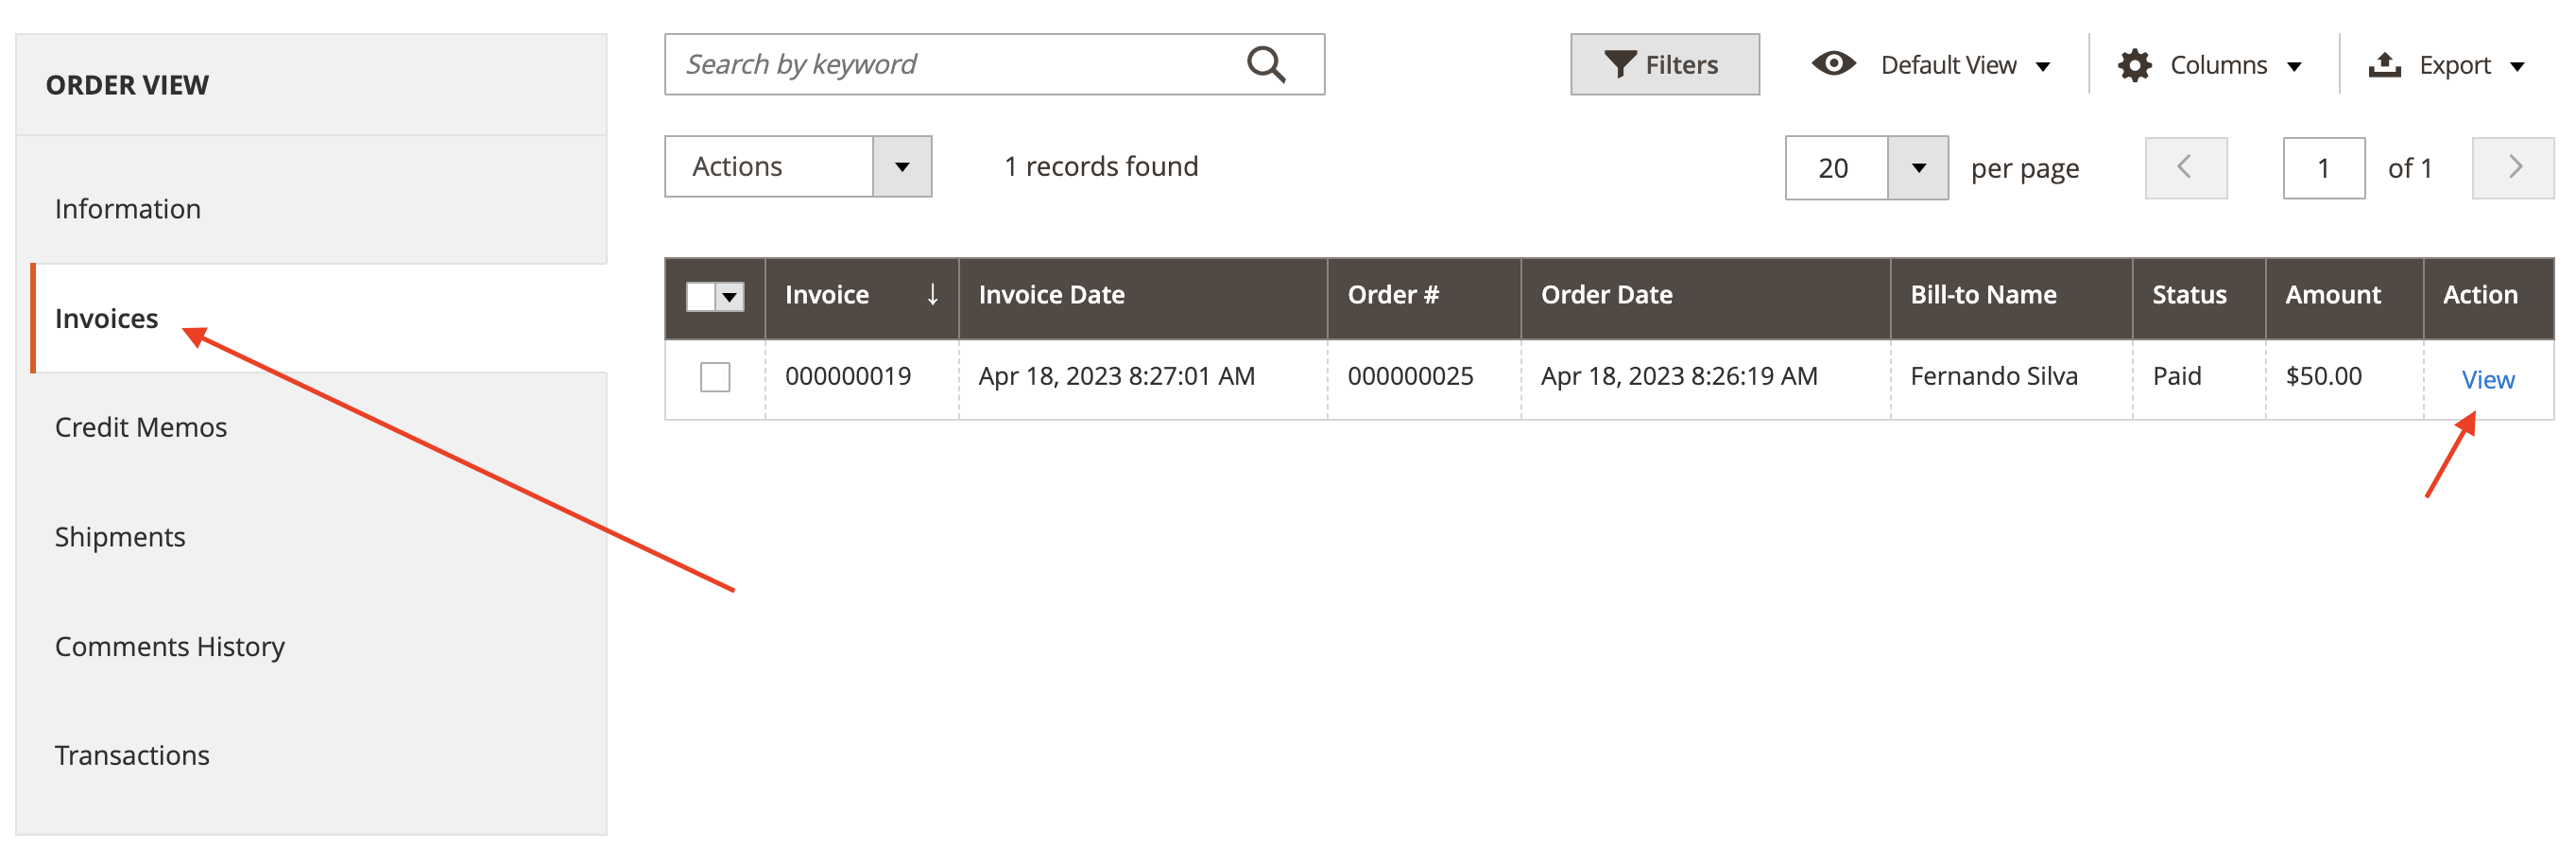 ORDER VIEW
Information
Invoices
Credit Memos
Shipments
Comments History
Transactions
Search by keyword
Filters
Default View
Columns
Export
Actions
1 records found
20 per page
1 of 1
Invoice ↓ Invoice Date Order # Order Date Bill-to Name Status Amount Action
000000019 Apr 18, 2023 8:27:01 AM 000000025 Apr 18, 2023 8:26:19 AM Fernando Silva Paid $50.00 View